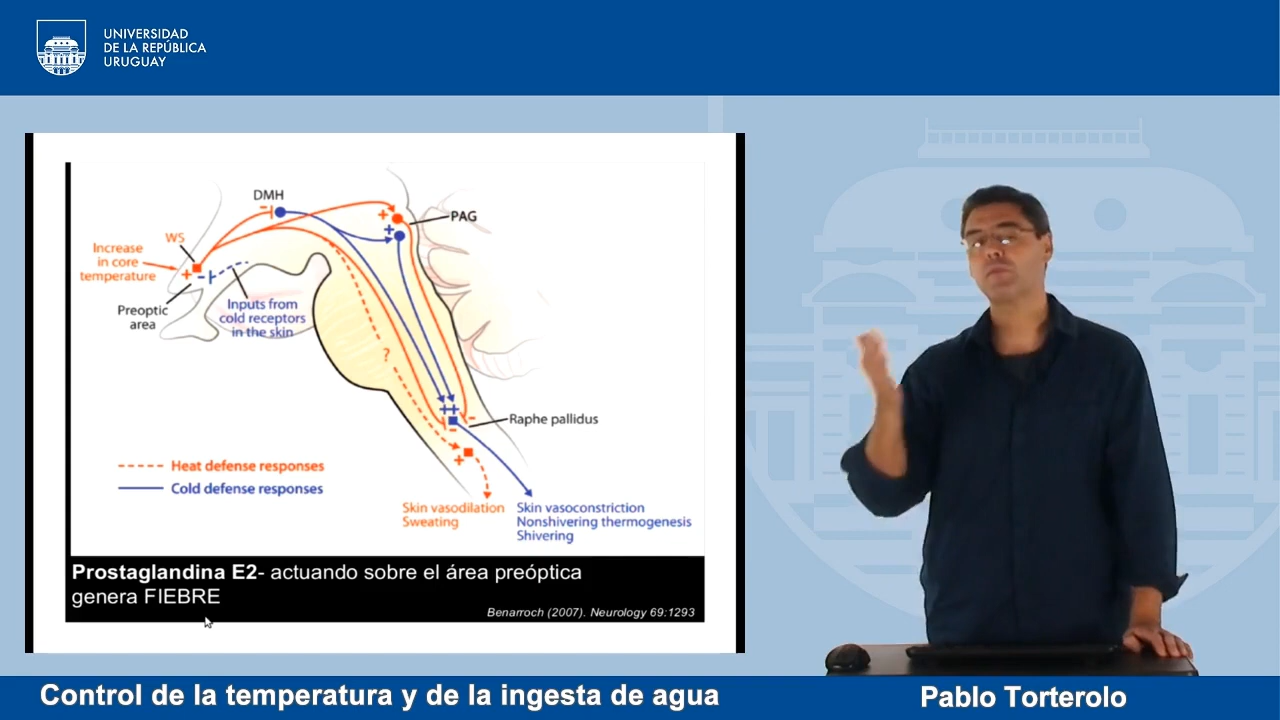 UNIVERSIDAD
DE LA REPÚBLICA
URUGUAY
DMH
PAG
WS
Increase
in core
temperature
Preoptic
area
Inputs from
cold receptors
in the skin
?
Raphe pallidus
Heat defense responses
Cold defense responses
Skin vasodilation
Sweating
Skin vasoconstriction
Nonshivering thermogenesis
Shivering
Prostaglandina E2- actuando sobre el área preóptica
genera FIEBRE
Benarroch (2007). Neurology 69:1293
Control de la temperatura y de la ingesta de agua
Pablo Torterolo